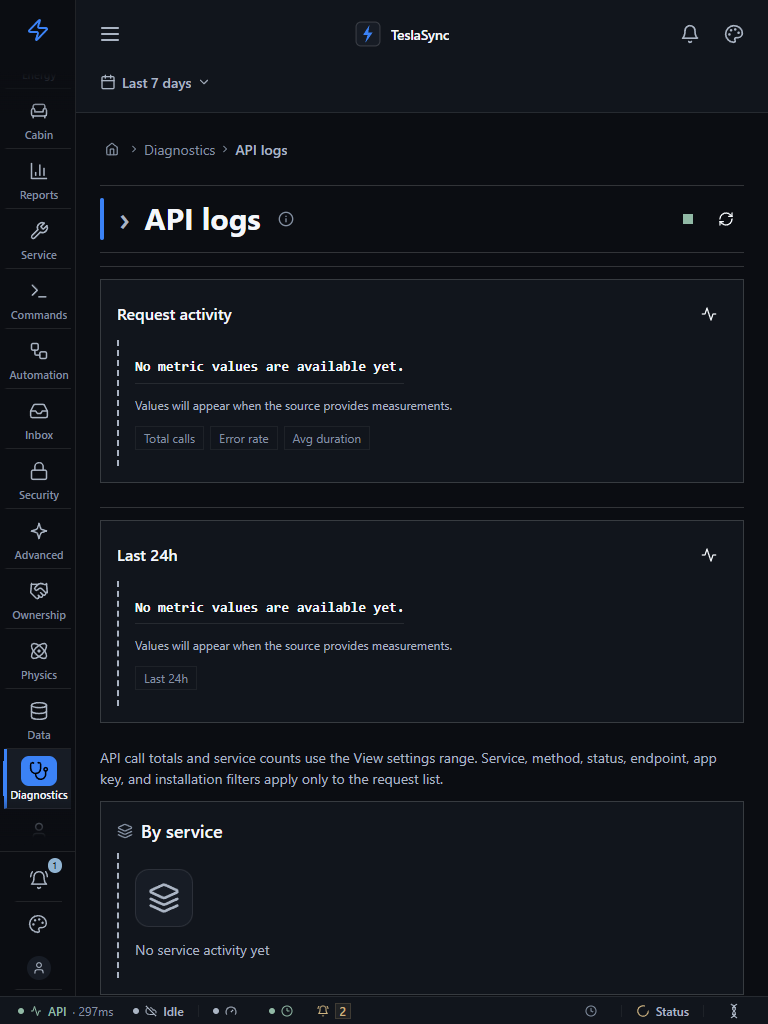 TeslaSync
Last 7 days
Energy
Cabin
Reports
Service
Commands
Automation
Inbox
Security
Advanced
Ownership
Physics
Data
Diagnostics
1
Diagnostics
API logs
API logs
Request activity
No metric values are available yet.
Values will appear when the source provides measurements.
Total calls
Error rate
Avg duration
Last 24h
No metric values are available yet.
Values will appear when the source provides measurements.
Last 24h
API call totals and service counts use the View settings range. Service, method, status, endpoint, app
key, and installation filters apply only to the request list.
By service
No service activity yet
API · 297ms
Idle
2
Status